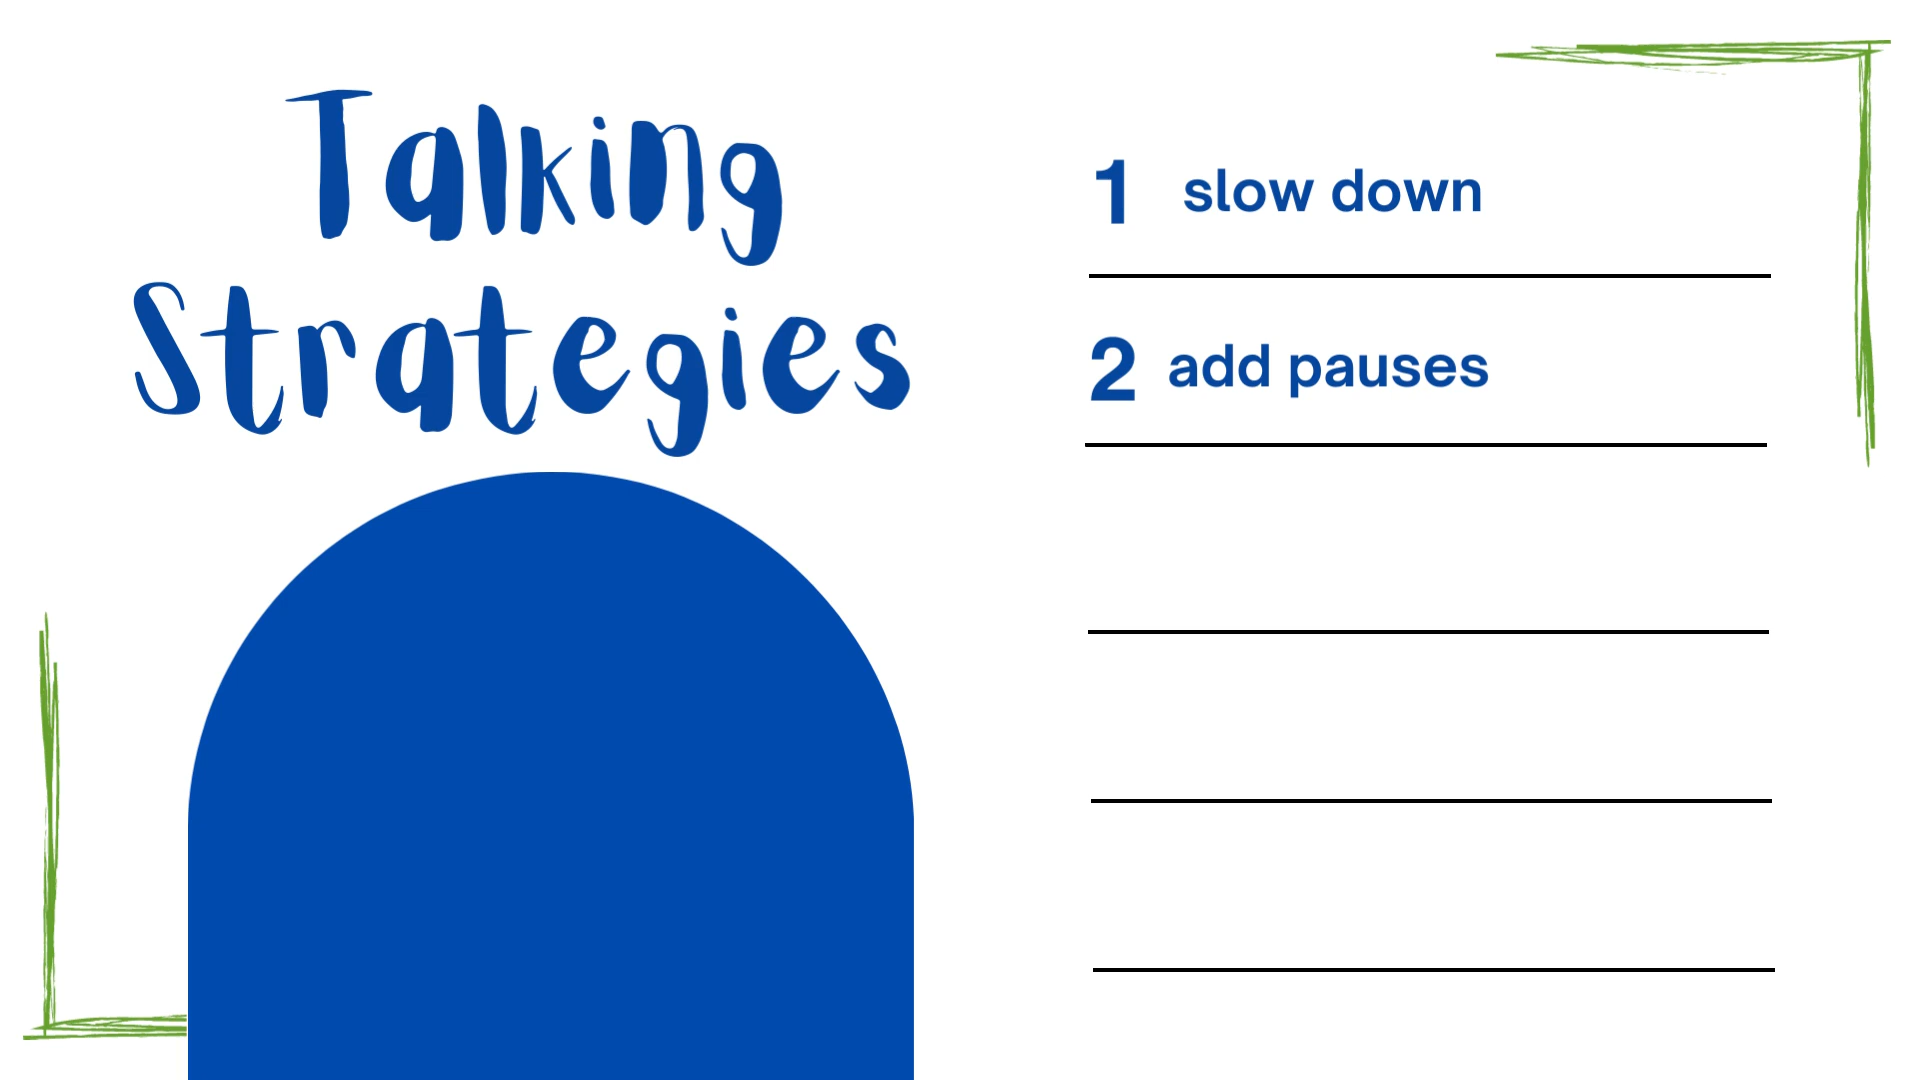 Talking
Strategies
1 slow down
2 add pauses